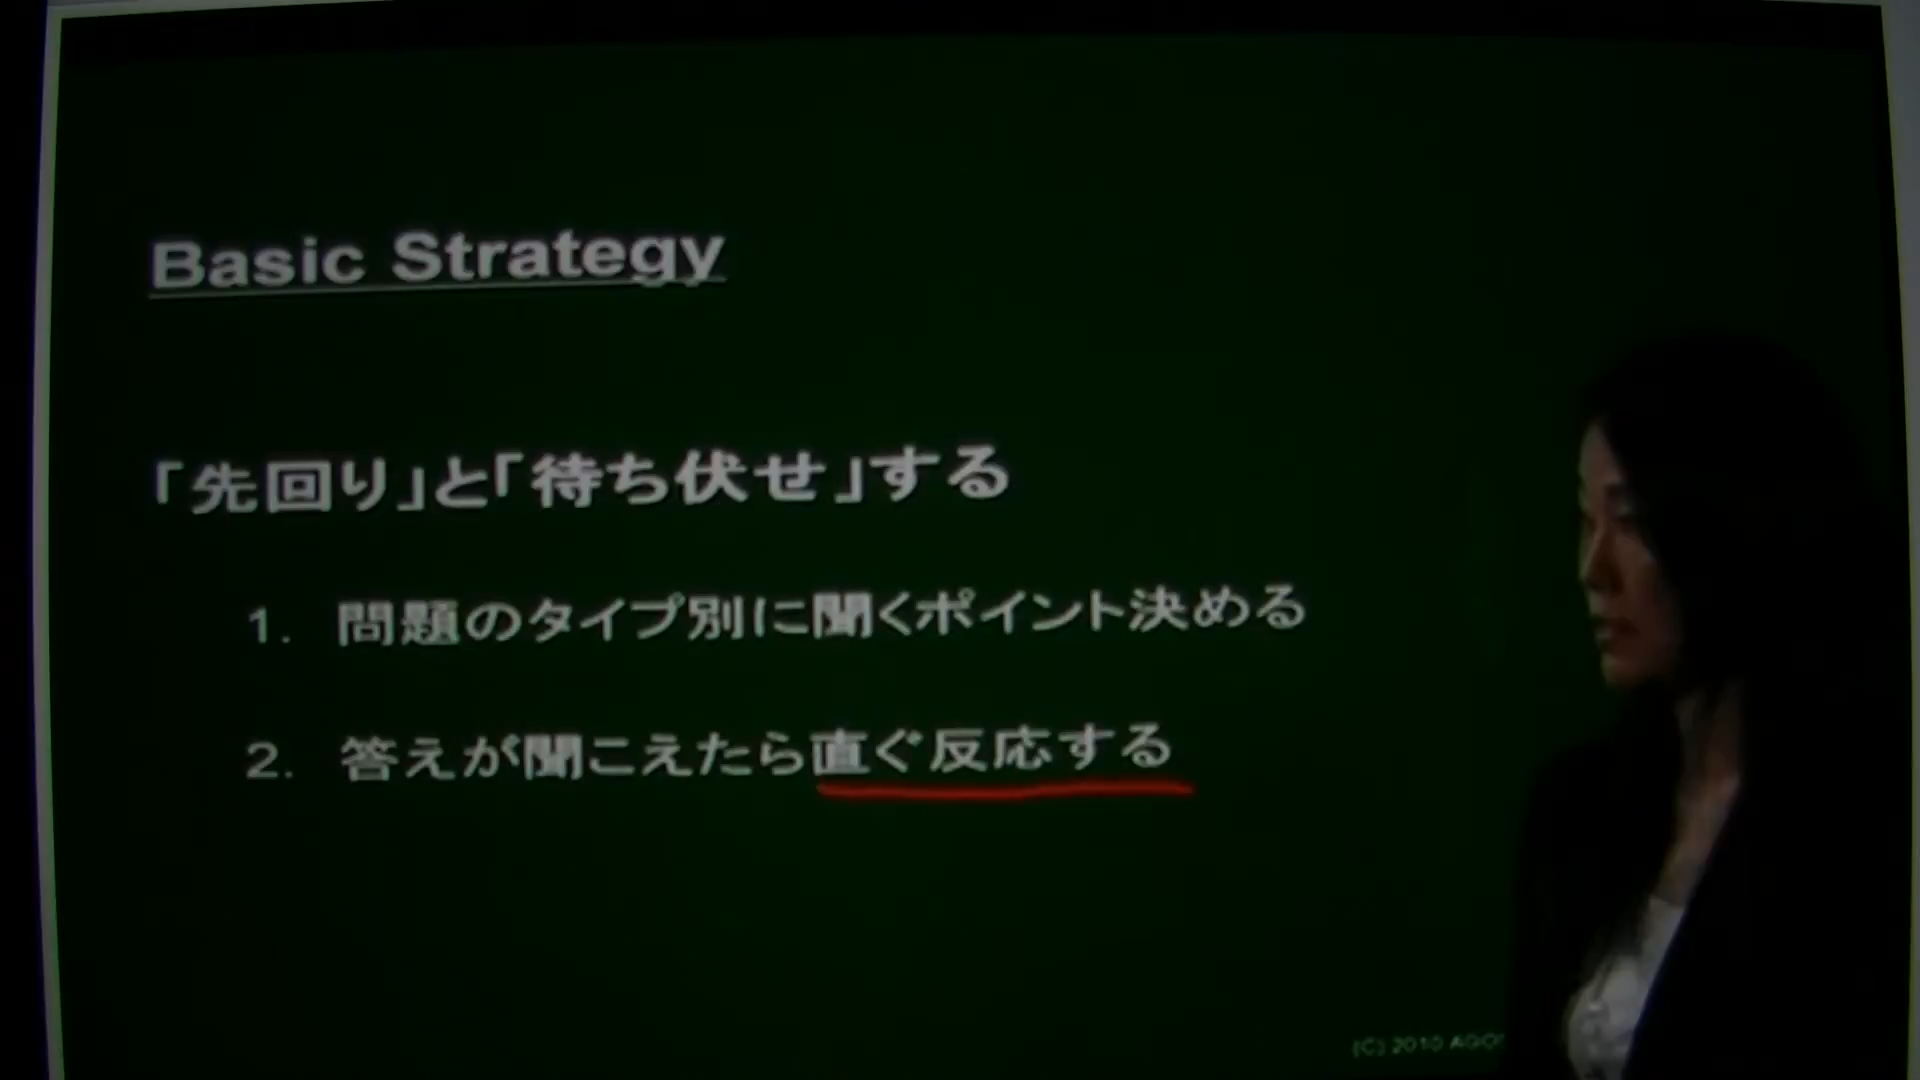 Basic Strategy
「先回り」と「待ち伏せ」する
1. 問題のタイプ別に聞くポイント決める
2. 答えが聞こえたら直ぐ反応する
(C) 2010